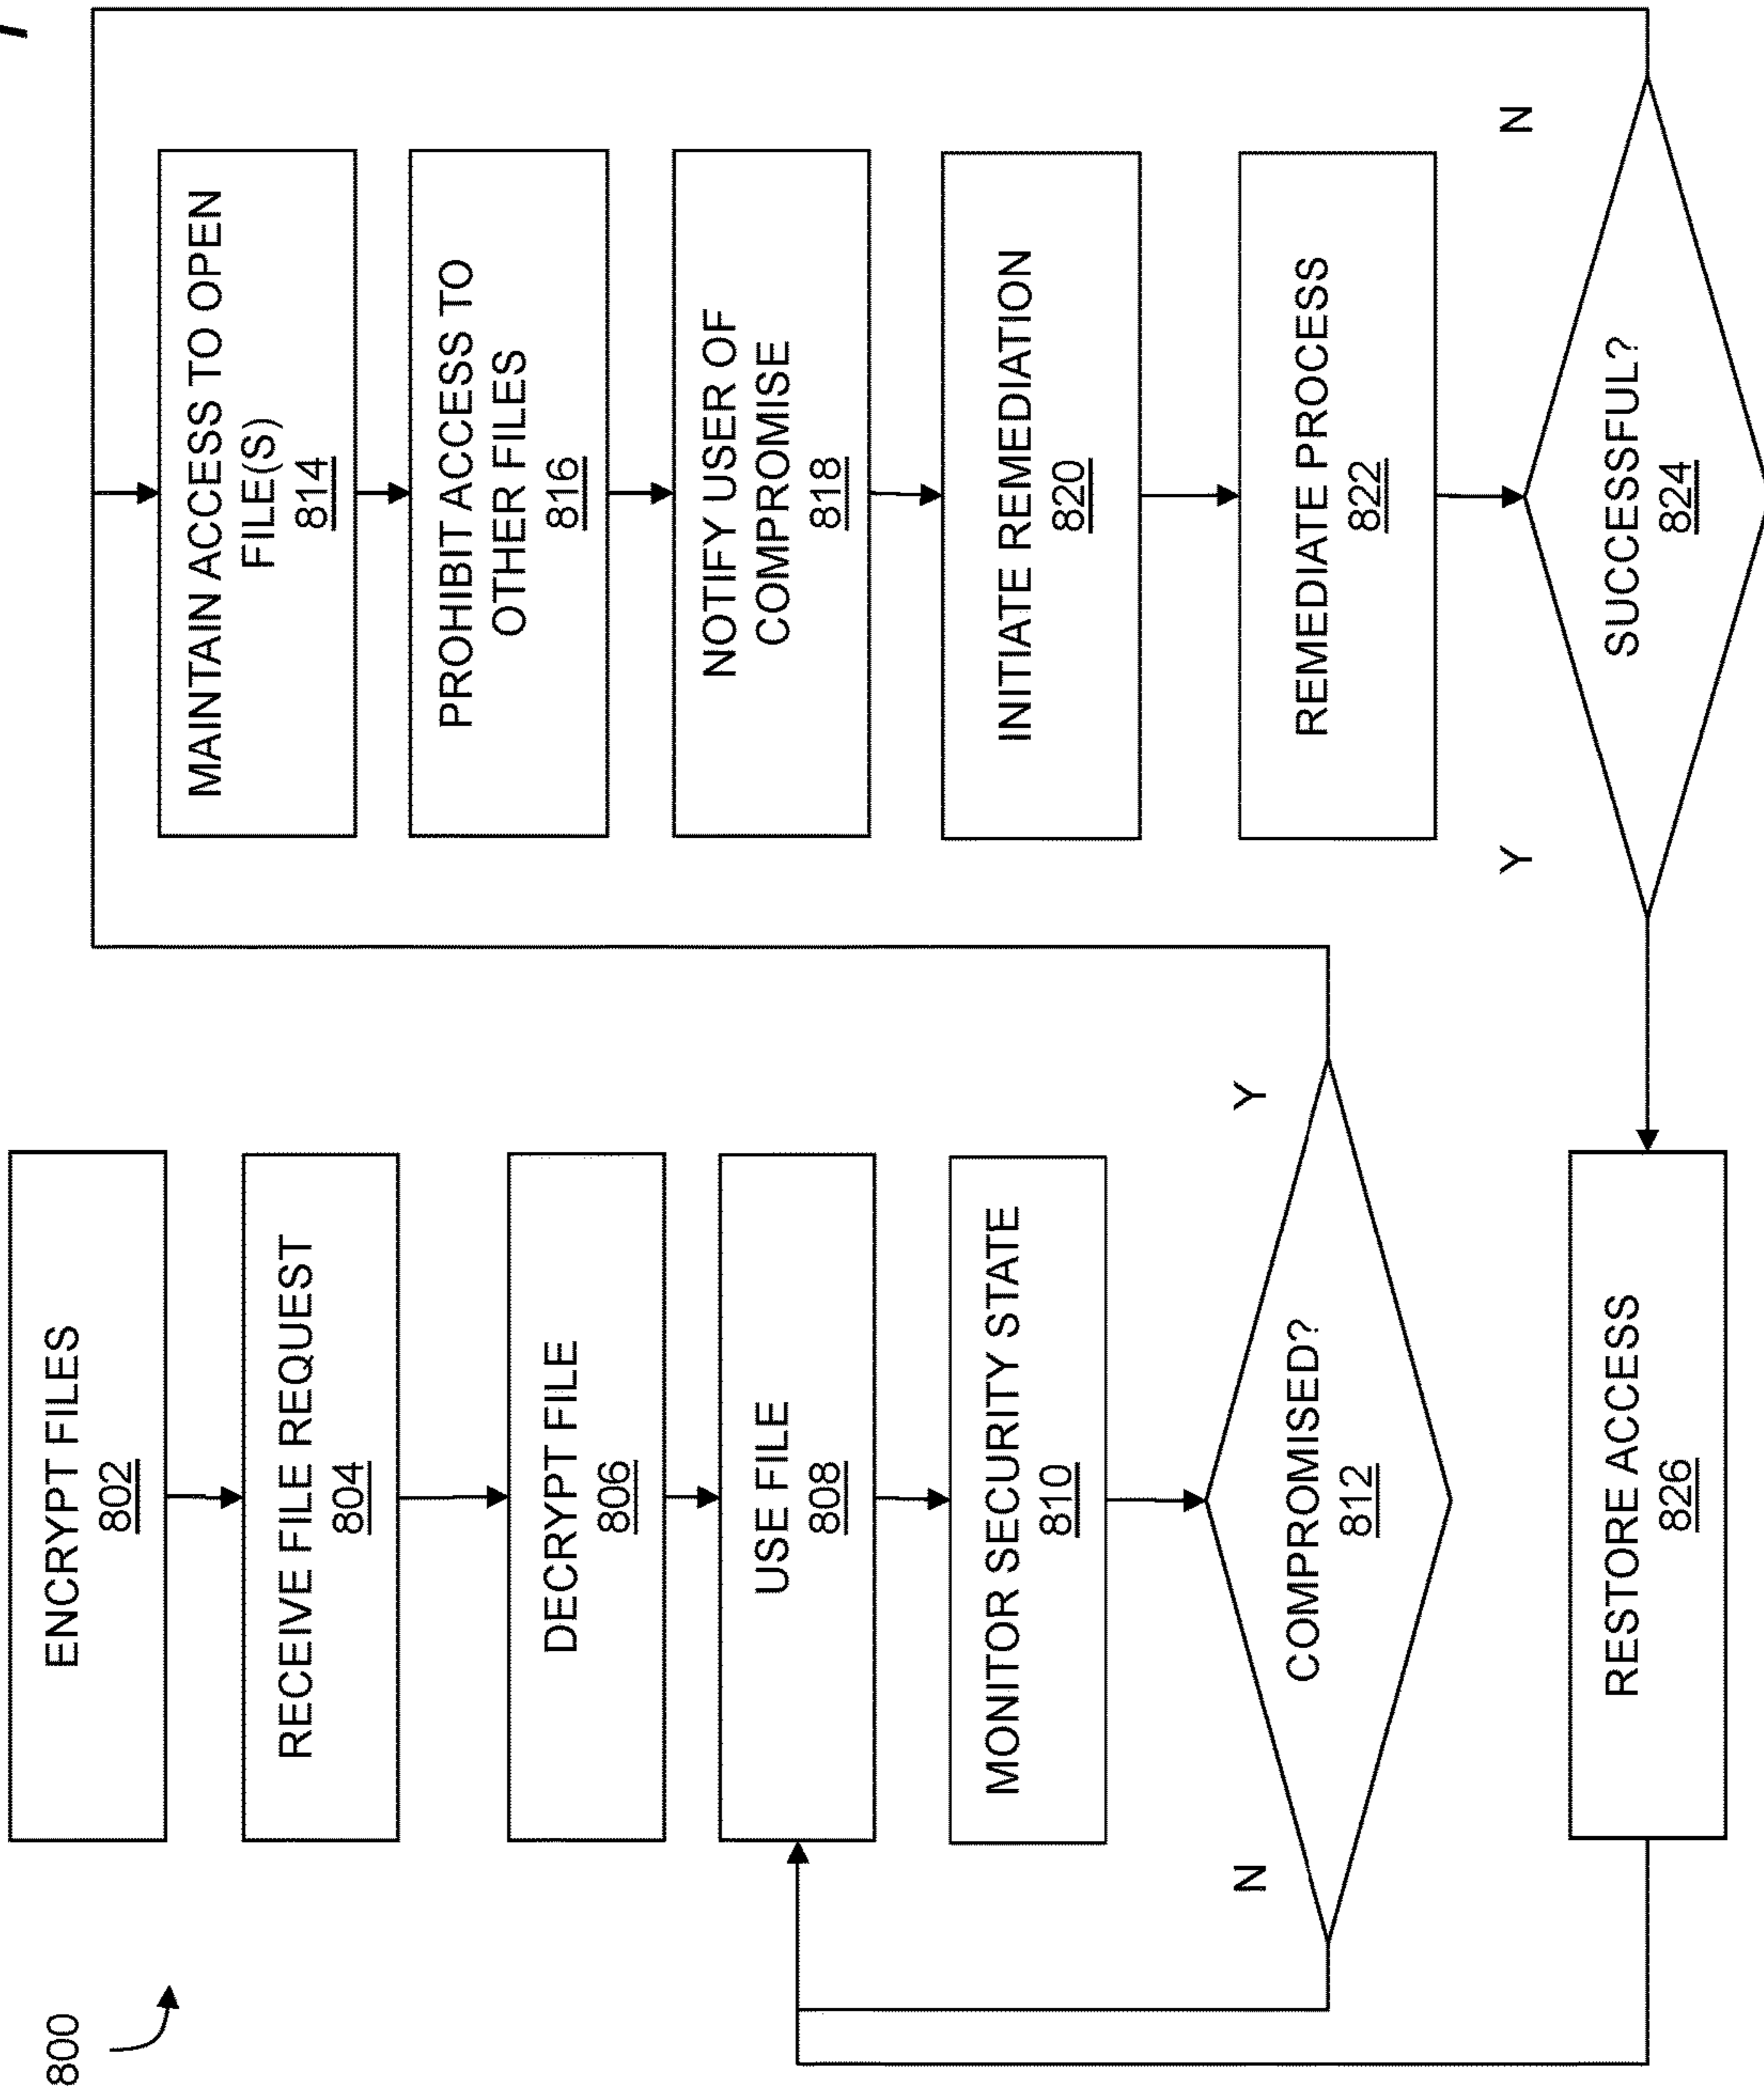 800
ENCRYPT FILES
802
RECEIVE FILE REQUEST
804
DECRYPT FILE
806
USE FILE
808
MONITOR SECURITY STATE
810
COMPROMISED?
812
N
Y
MAINTAIN ACCESS TO OPEN
FILE(S)
814
PROHIBIT ACCESS TO
OTHER FILES
816
NOTIFY USER OF
COMPROMISE
818
INITIATE REMEDIATION
820
REMEDIATE PROCESS
822
SUCCESSFUL?
824
Y
N
RESTORE ACCESS
826